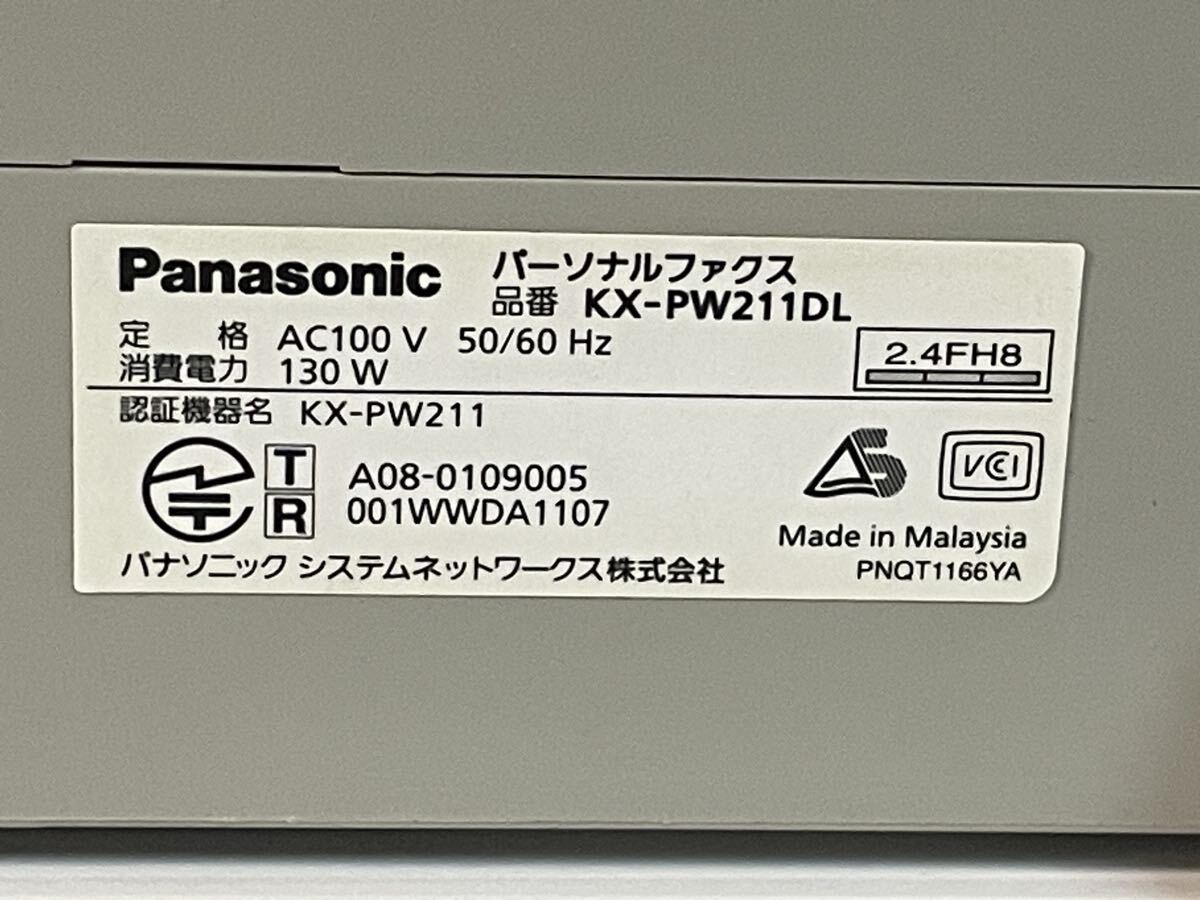 Panasonic パーソナルファクス
品番 KX-PW211DL
定 格 AC100 V 50/60 Hz
消費電力 130 W
2.4FH8
認証機器名 KX-PW211
T A08-0109005
R 001WWDA1107
VCI
Made in Malaysia
パナソニック システムネットワークス株式会社
PNQT1166YA